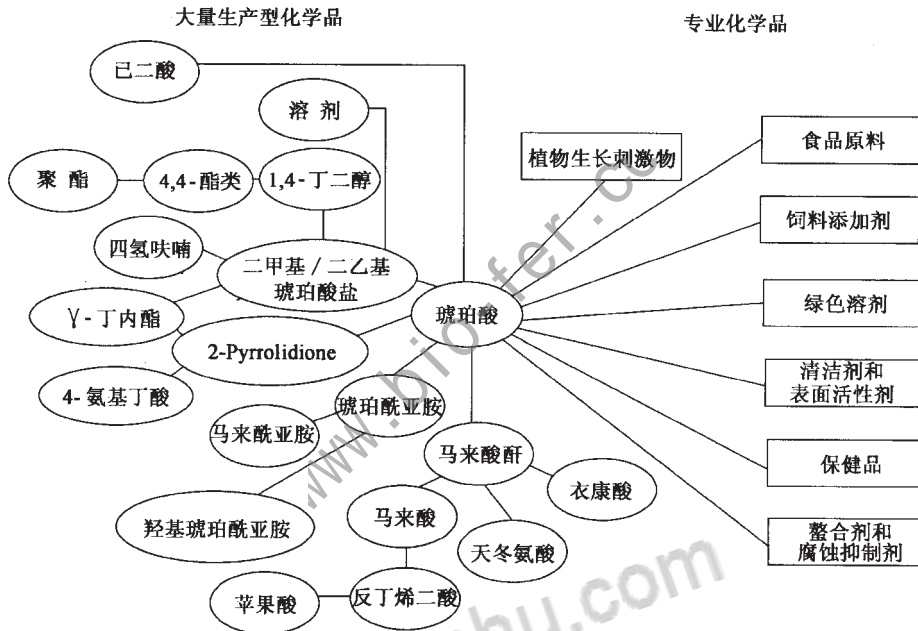 大量生产型化学品
专业化学品
已二酸
溶 剂
聚 酯
4,4-酯类
1,4-丁二醇
四氢呋喃
二甲基/二乙基
琥珀酸盐
γ-丁内酯
2-Pyrrolidione
4-氨基丁酸
琥珀酸
琥珀酰亚胺
马来酰亚胺
羟基琥珀酰亚胺
马来酸酐
衣康酸
马来酸
天冬氨酸
苹果酸
反丁烯二酸
植物生长刺激物
食品原料
饲料添加剂
绿色溶剂
清洁剂和
表面活性剂
保健品
螯合剂和
腐蚀抑制剂